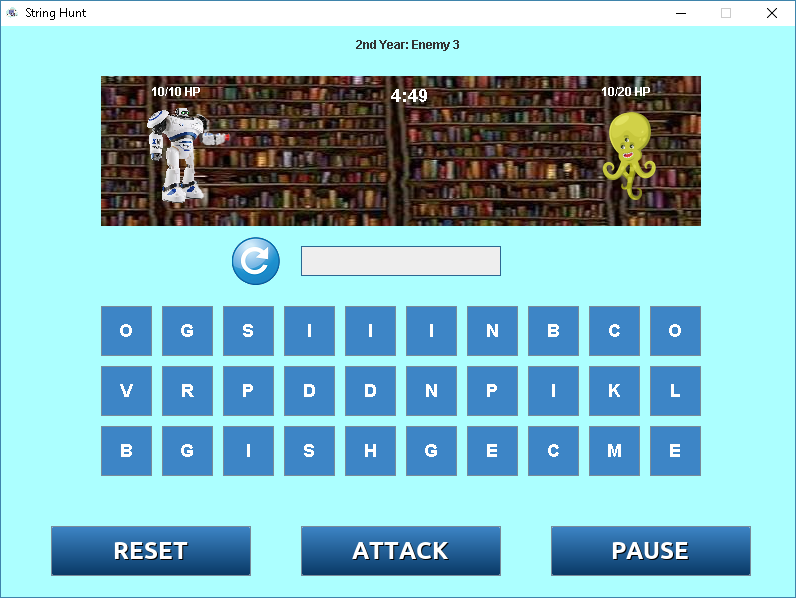 String Hunt
2nd Year: Enemy 3
10/10 HP 4:49 10/20 HP
O G S I I I N B C O
V R P D D N P I K L
B G I S H G E C M E
RESET ATTACK PAUSE